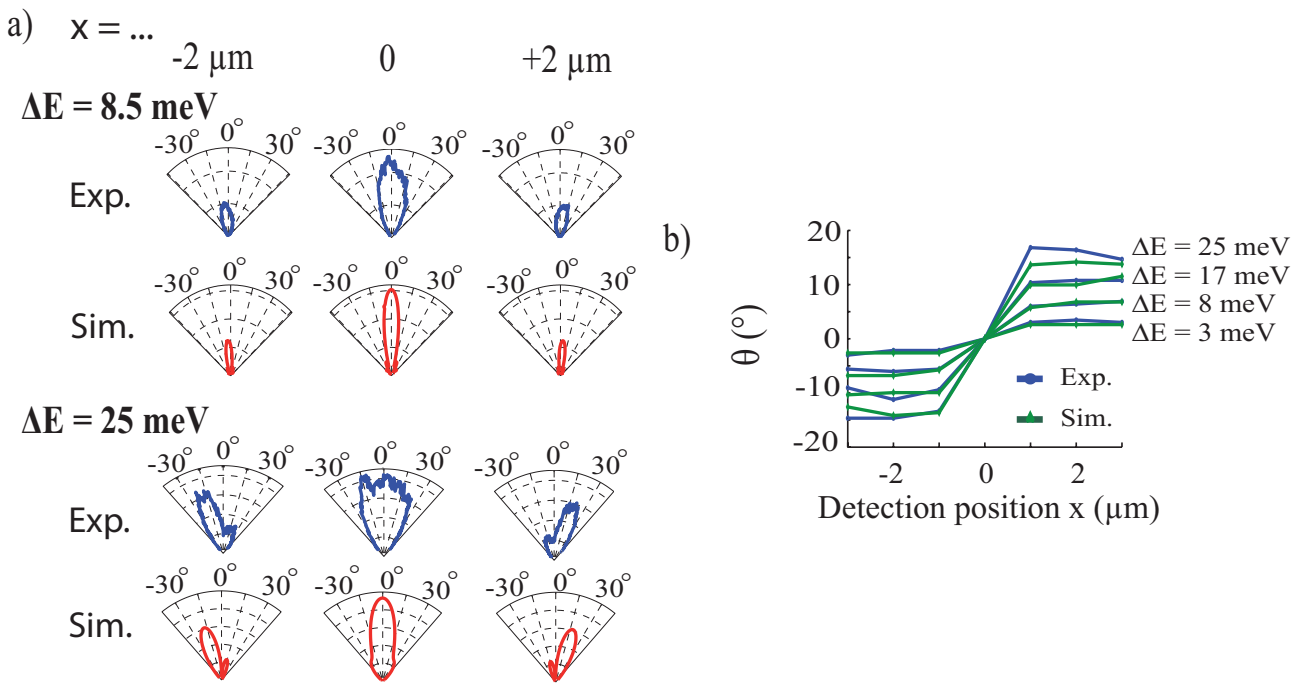 a) x = ...
-2 µm 0 +2 µm
ΔE = 8.5 meV
-30° 0° 30° -30° 0° 30° -30° 0° 30°
Exp.
-30° 0° 30° -30° 0° 30° -30° 0° 30°
Sim.
ΔE = 25 meV
-30° 0° 30° -30° 0° 30° -30° 0° 30°
Exp.
-30° 0° 30° -30° 0° 30° -30° 0° 30°
Sim.
b)
20
10
0
-10
-20
θ (°)
ΔE = 25 meV
ΔE = 17 meV
ΔE = 8 meV
ΔE = 3 meV
Exp.
Sim.
-2 0 2
Detection position x (µm)